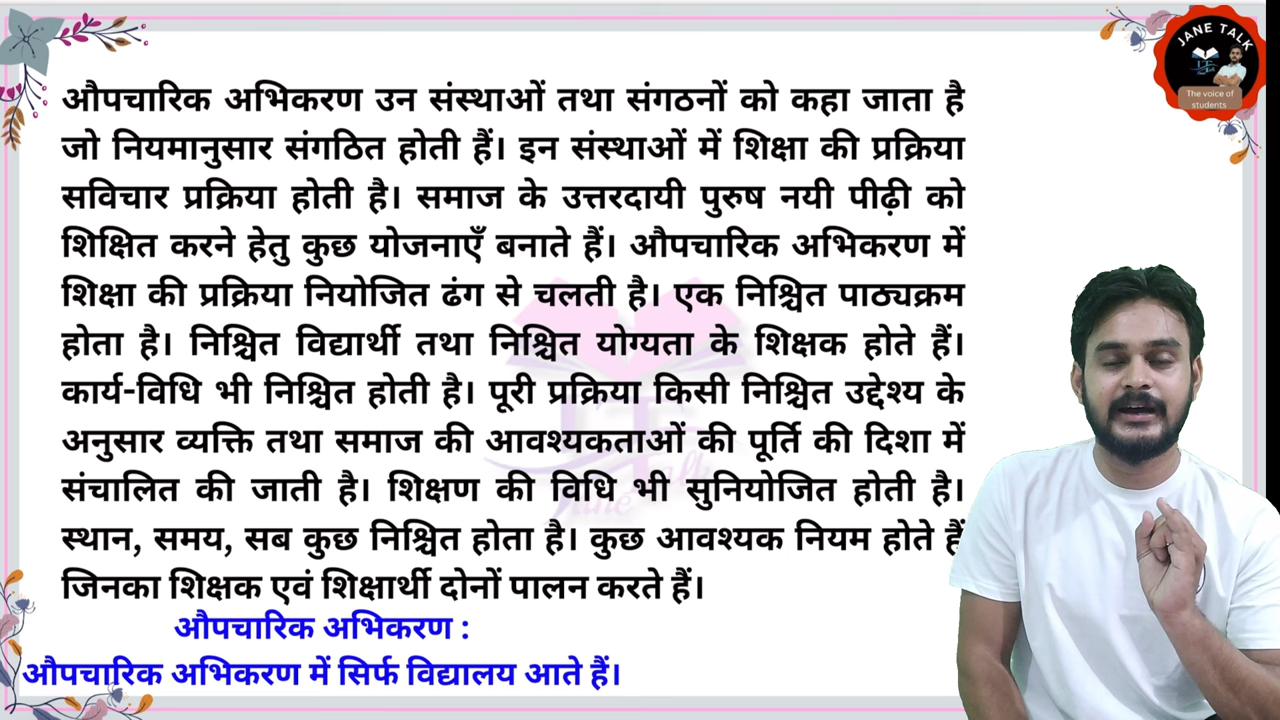 JANE TALK
The voice of
students
औपचारिक अभिकरण उन संस्थाओं तथा संगठनों को कहा जाता है
जो नियमानुसार संगठित होती हैं। इन संस्थाओं में शिक्षा की प्रक्रिया
सविचार प्रक्रिया होती है। समाज के उत्तरदायी पुरुष नयी पीढ़ी को
शिक्षित करने हेतु कुछ योजनाएँ बनाते हैं। औपचारिक अभिकरण में
शिक्षा की प्रक्रिया नियोजित ढंग से चलती है। एक निश्चित पाठ्यक्रम
होता है। निश्चित विद्यार्थी तथा निश्चित योग्यता के शिक्षक होते हैं।
कार्य-विधि भी निश्चित होती है। पूरी प्रक्रिया किसी निश्चित उद्देश्य के
अनुसार व्यक्ति तथा समाज की आवश्यकताओं की पूर्ति की दिशा में
संचालित की जाती है। शिक्षण की विधि भी सुनियोजित होती है।
स्थान, समय, सब कुछ निश्चित होता है। कुछ आवश्यक नियम होते हैं
जिनका शिक्षक एवं शिक्षार्थी दोनों पालन करते हैं।
औपचारिक अभिकरण :
औपचारिक अभिकरण में सिर्फ विद्यालय आते हैं।